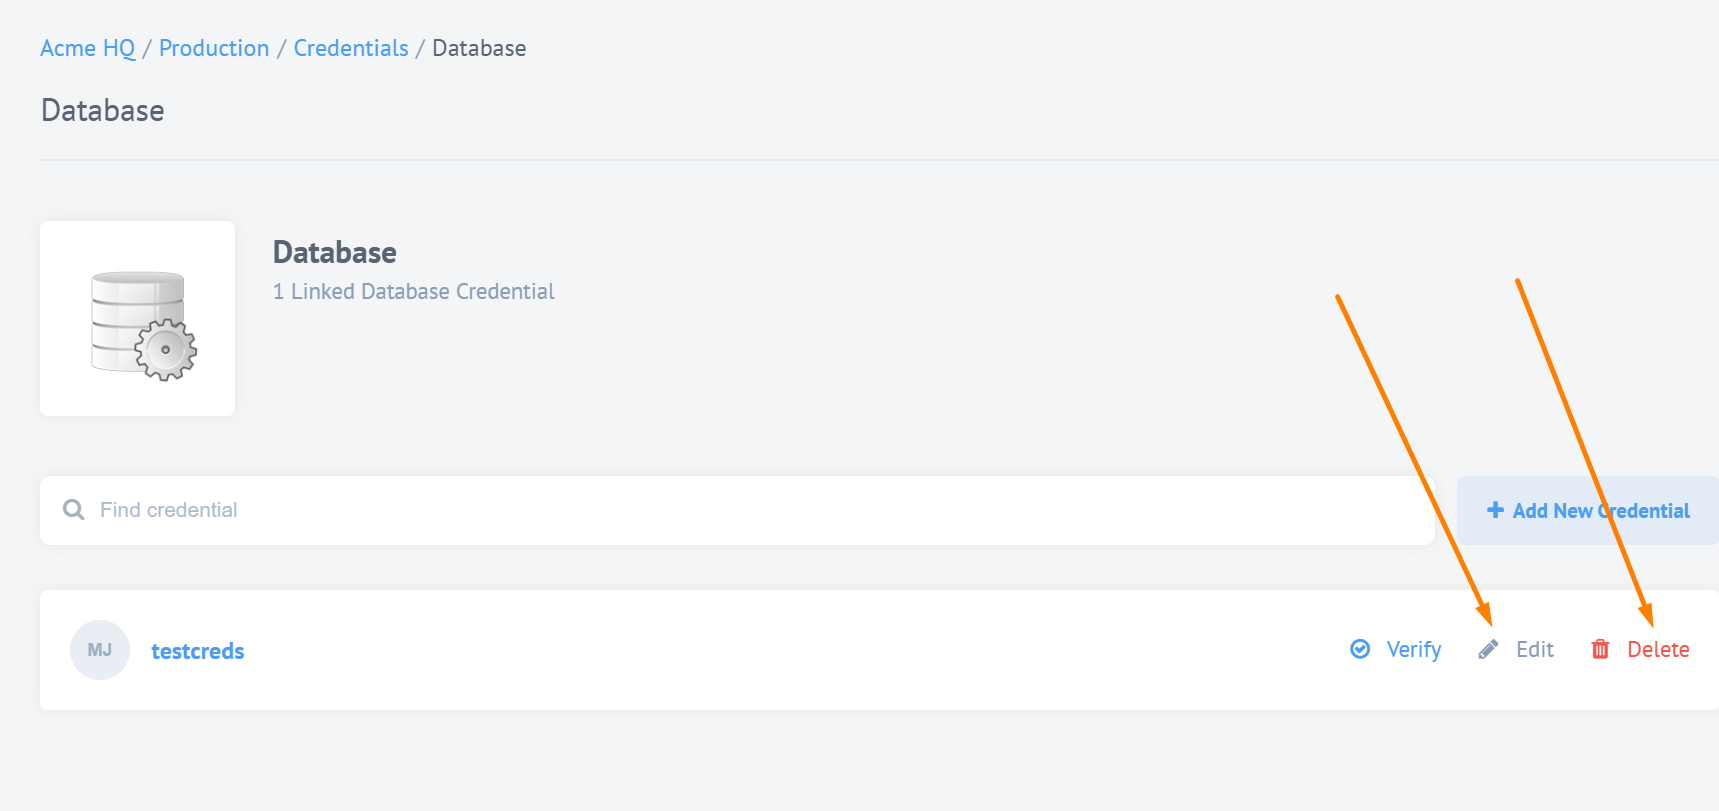 Acme HQ / Production / Credentials / Database
Database
Database
1 Linked Database Credential
Find credential
Add New Credential
MJ testcreds Verify Edit Delete